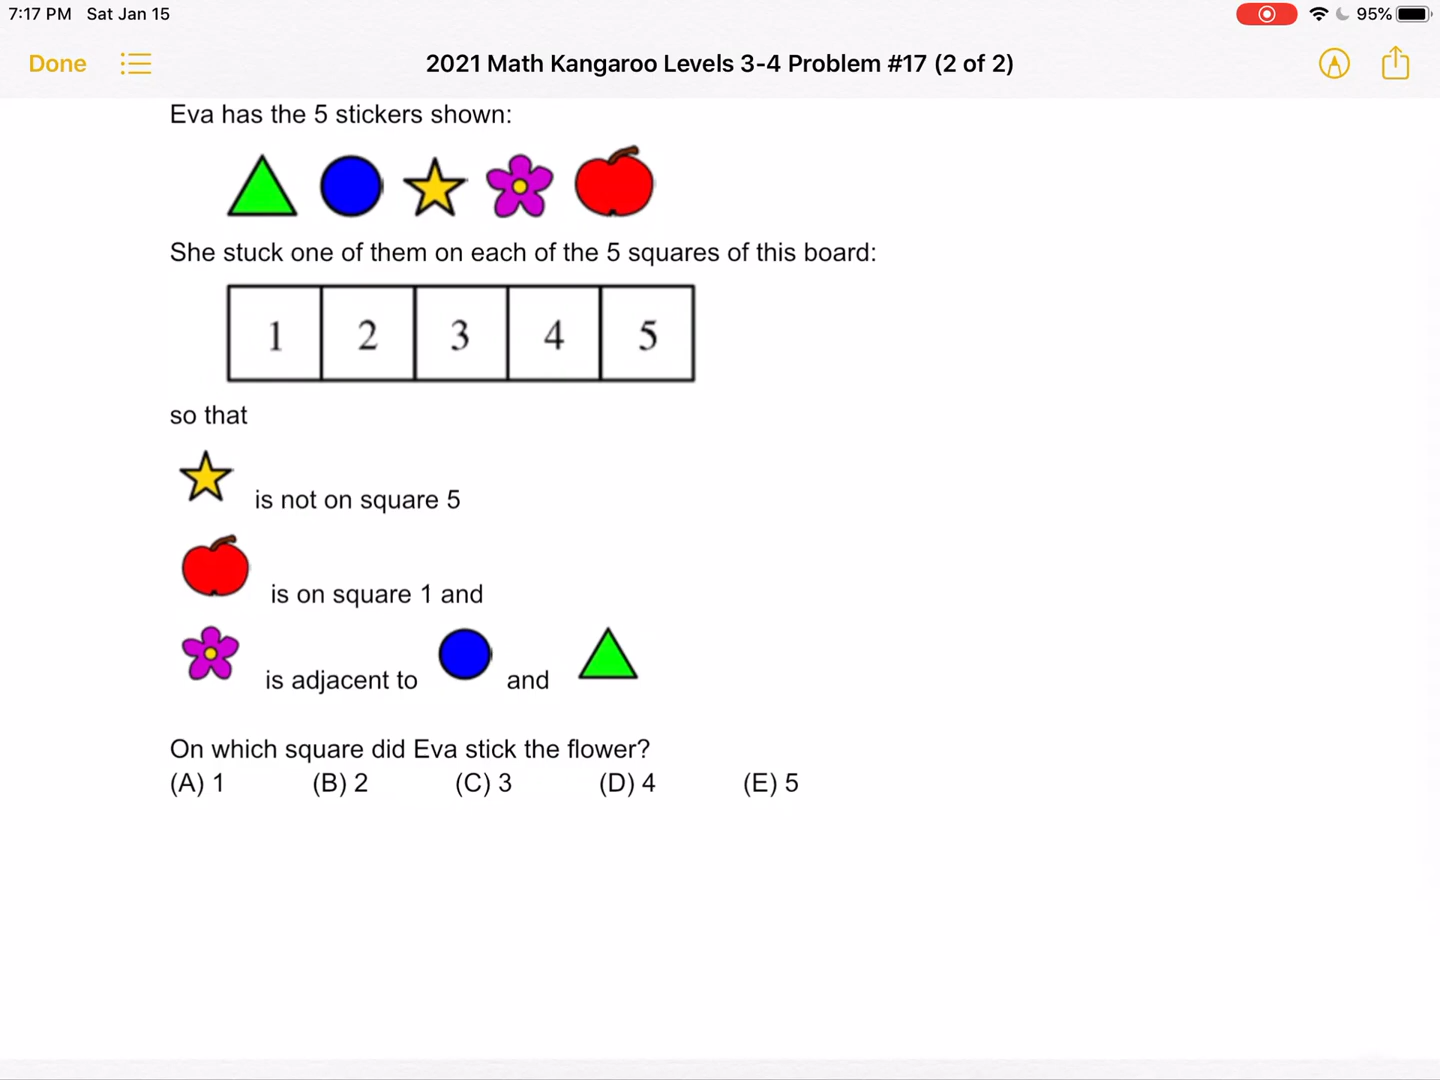 7:17 PM Sat Jan 15
95%
Done
2021 Math Kangaroo Levels 3-4 Problem #17 (2 of 2)
Eva has the 5 stickers shown:
She stuck one of them on each of the 5 squares of this board:
1 2 3 4 5
so that
is not on square 5
is on square 1 and
is adjacent to and
On which square did Eva stick the flower?
(A) 1 (B) 2 (C) 3 (D) 4 (E) 5